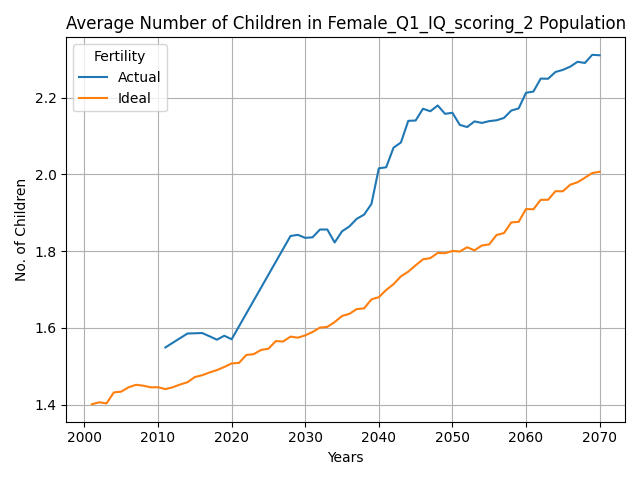 Average Number of Children in Female_Q1_IQ_scoring_2 Population
Fertility
Actual
Ideal
No. of Children
2.2
2.0
1.8
1.6
1.4
2000 2010 2020 2030 2040 2050 2060 2070
Years